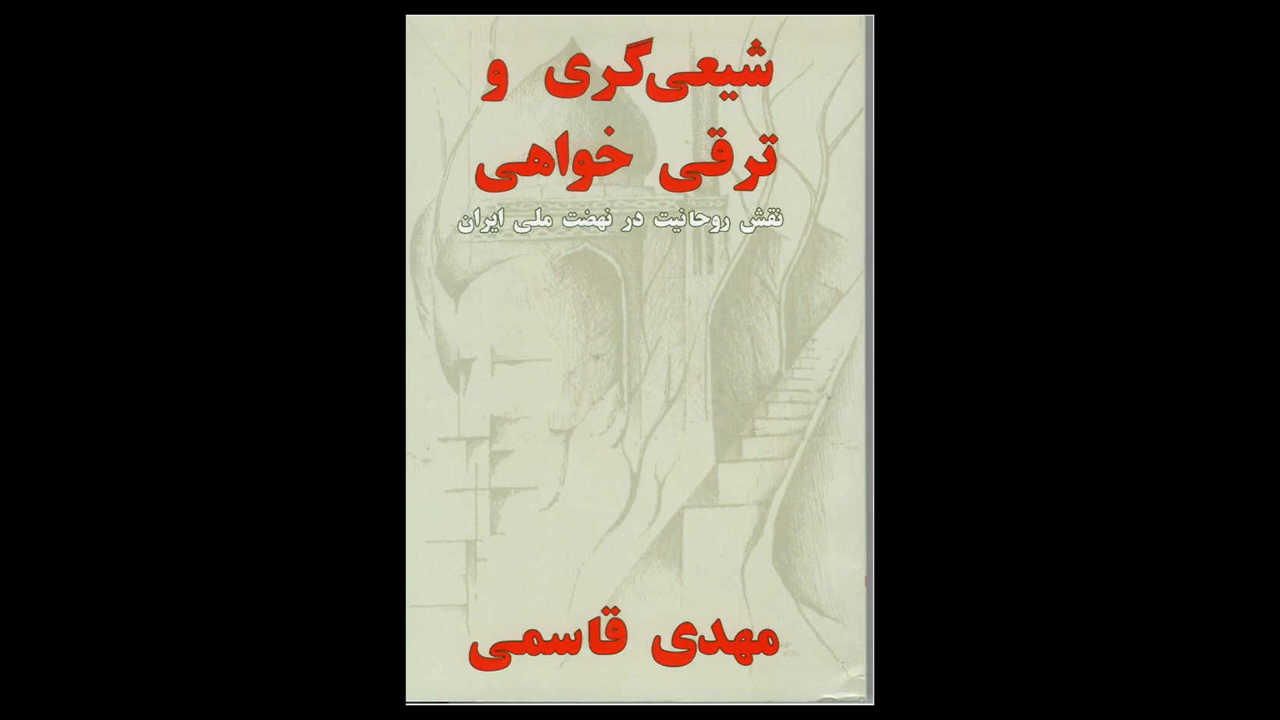 شیعی‌گری و
ترقی خواهی
نقش روحانیت در نهضت ملی ایران
مهدی قاسمی